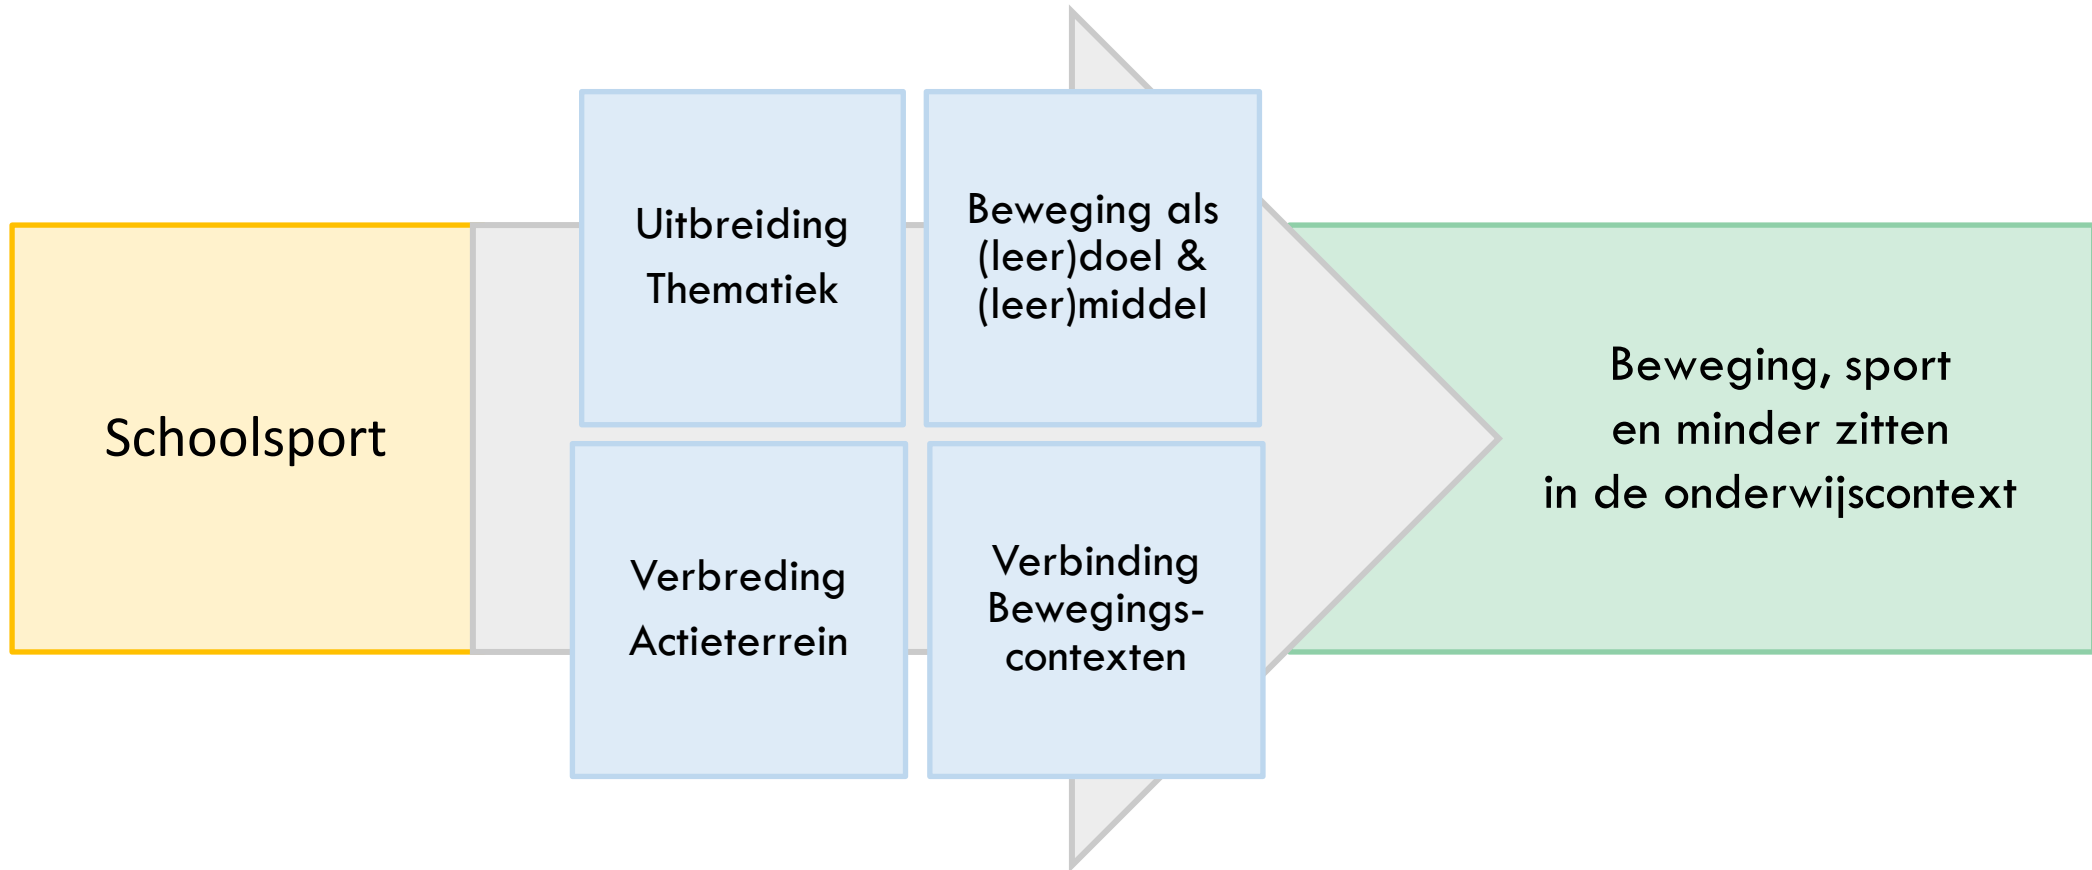 Schoolsport
Uitbreiding
Thematiek
Beweging als
(leer)doel &
(leer)middel
Verbreding
Actieterrein
Verbinding
Bewegings-
contexten
Beweging, sport
en minder zitten
in de onderwijscontext